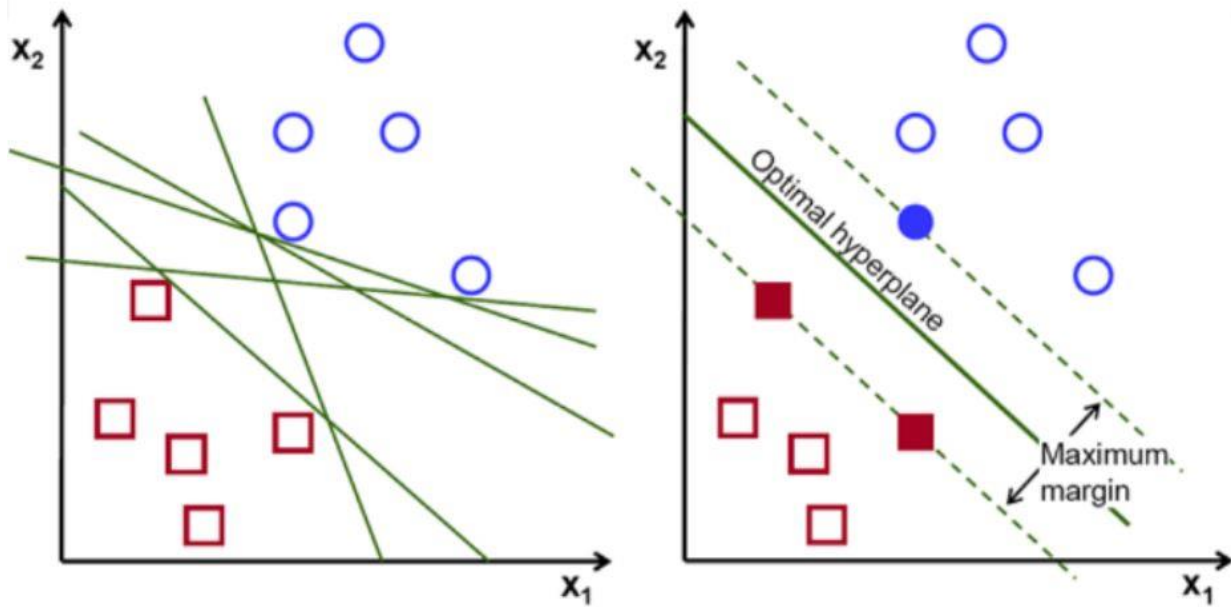 x₂
x₁
x₂
Optimal hyperplane
Maximum
margin
x₁